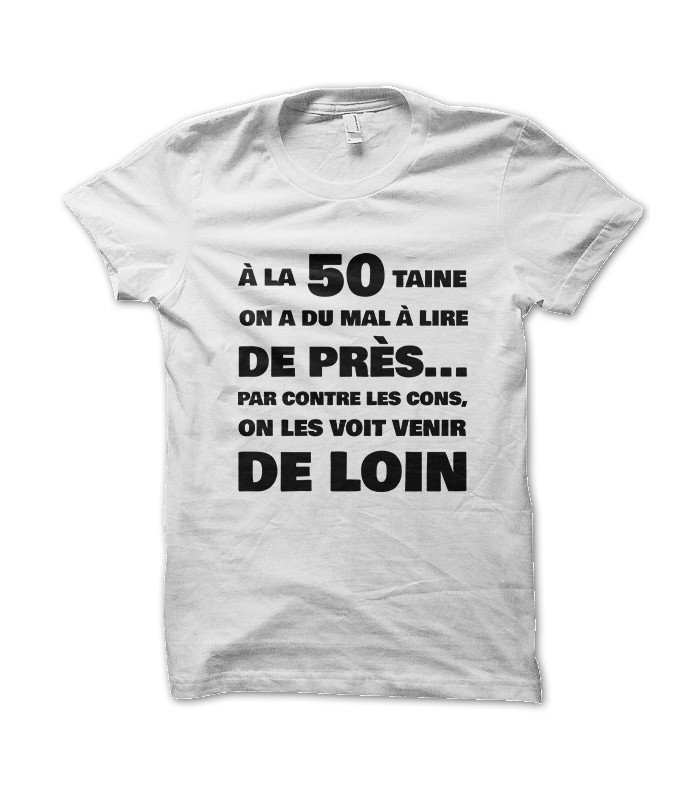 À LA 50 TAINE
ON A DU MAL À LIRE
DE PRÈS...
PAR CONTRE LES CONS,
ON LES VOIT VENIR
DE LOIN